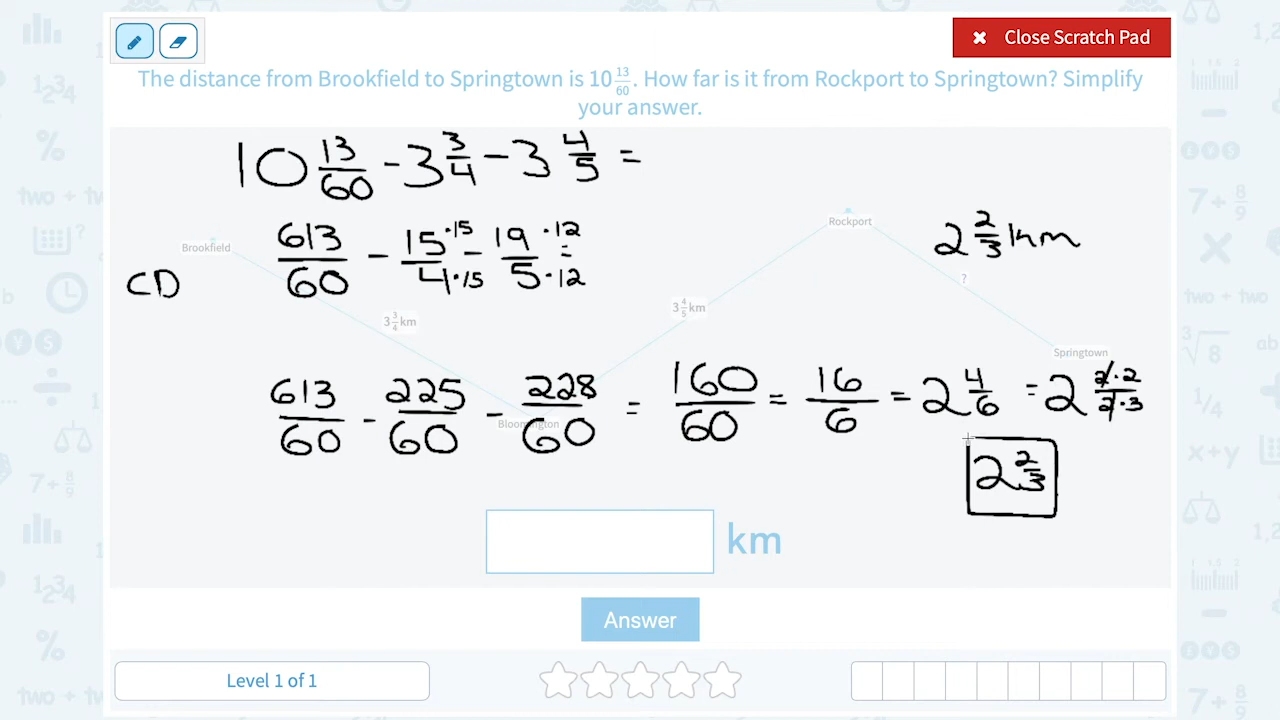 Close Scratch Pad
The distance from Brookfield to Springtown is 10 13/60. How far is it from Rockport to Springtown? Simplify
your answer.
10 13/60 - 3 3/4 - 3 4/5 =
Rockport
Brookfield
613/60 - 15·15/4·15 - 19·12/5·12 =
2 2/3 km
CD
?
3 3/4 km
3 4/5 km
Springtown
613/60 - 225/60 - 228/60 = 160/60 = 16/6 = 2 4/6 = 2 2·2/2·3
Bloomington
2 2/3
km
Answer
Level 1 of 1